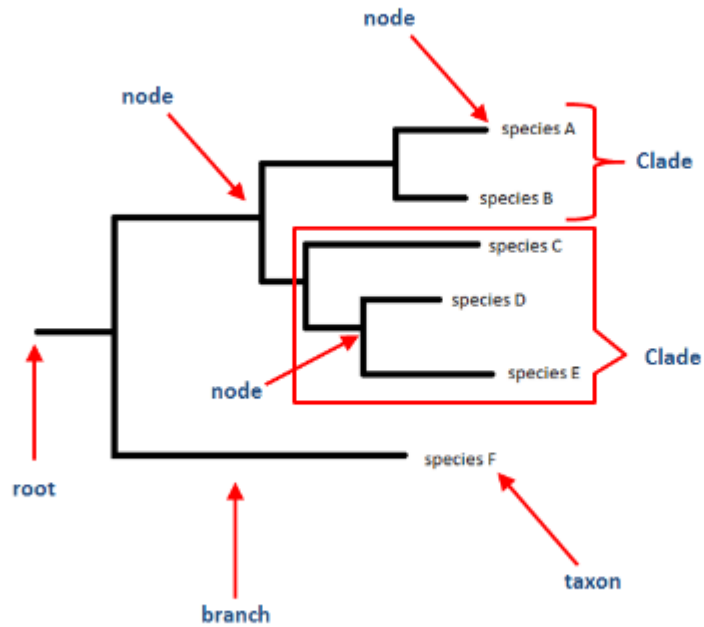 node
node
species A
Clade
species B
species C
species D
Clade
species E
node
species F
root
taxon
branch